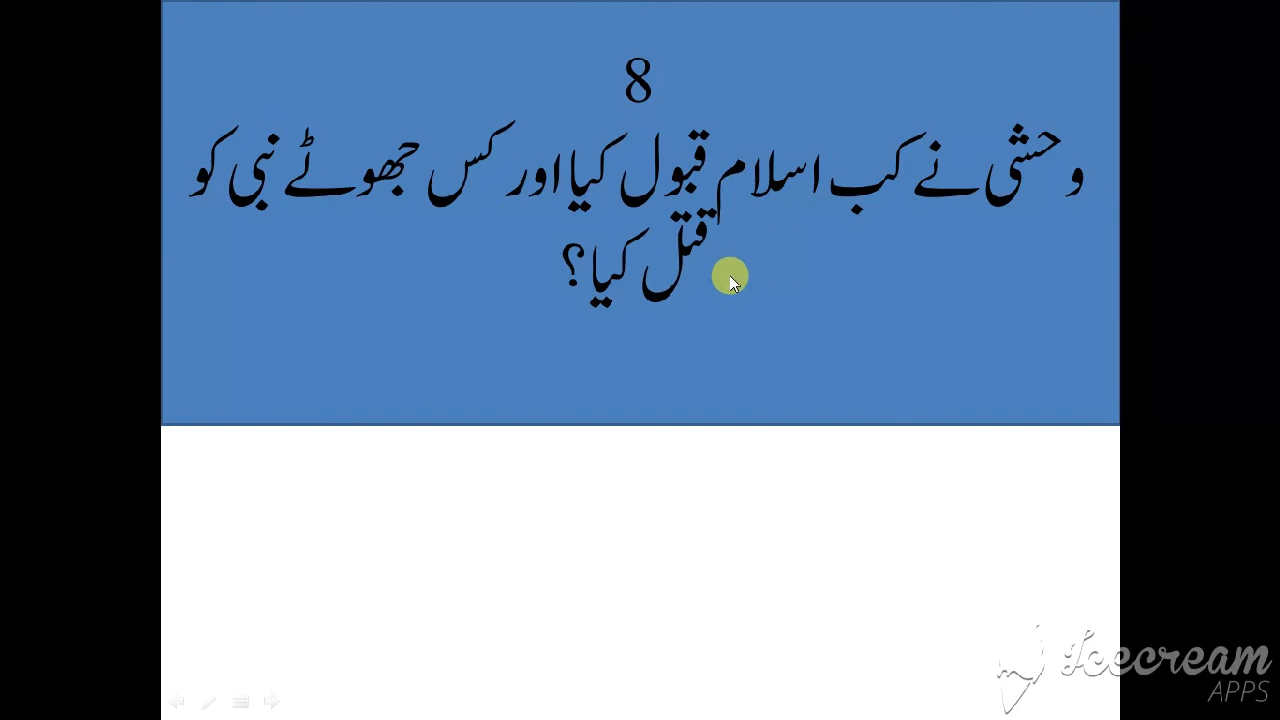 8
وحشی نے کب اسلام قبول کیا اور کس جھوٹے نبی کو
قتل کیا؟
Icecream
APPS